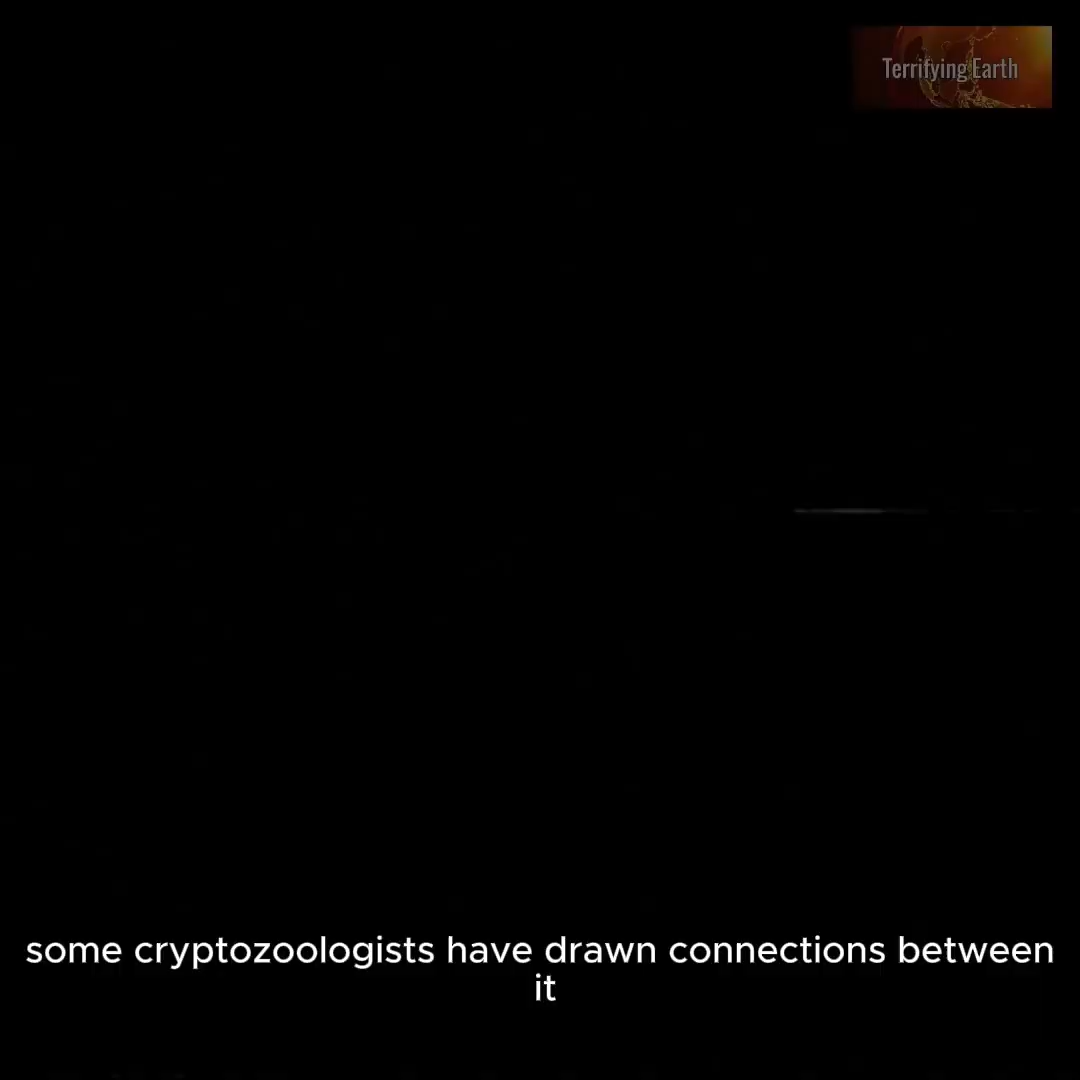 Terrifying Earth
some cryptozoologists have drawn connections between
it